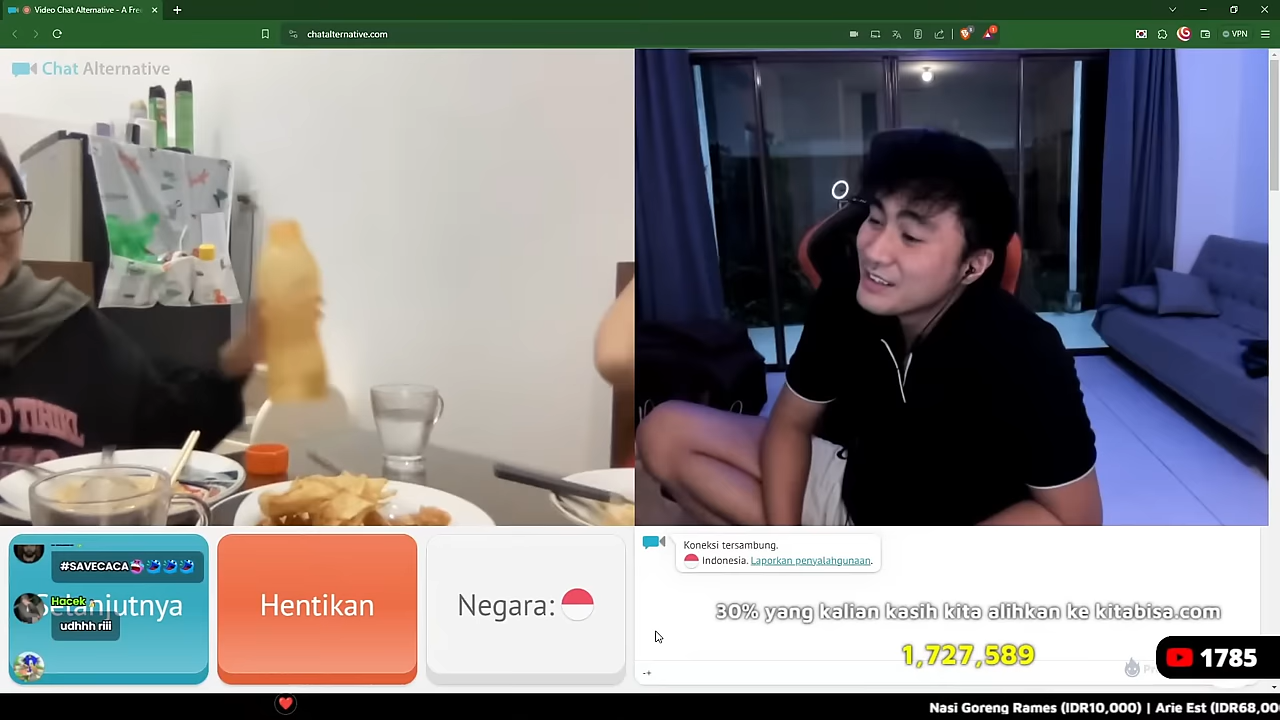 Video Chat Alternative - A Fre
chatalternative.com
VPN
Chat Alternative
#SAVECACA
Selanjutnya
Hacek
udhhh riii
Hentikan
Negara:
Koneksi tersambung.
Indonesia. Laporkan penyalahgunaan.
30% yang kalian kasih kita alihkan ke kitabisa.com
1,727,589
1785
Nasi Goreng Rames (IDR10,000) | Arie Est (IDR68,00